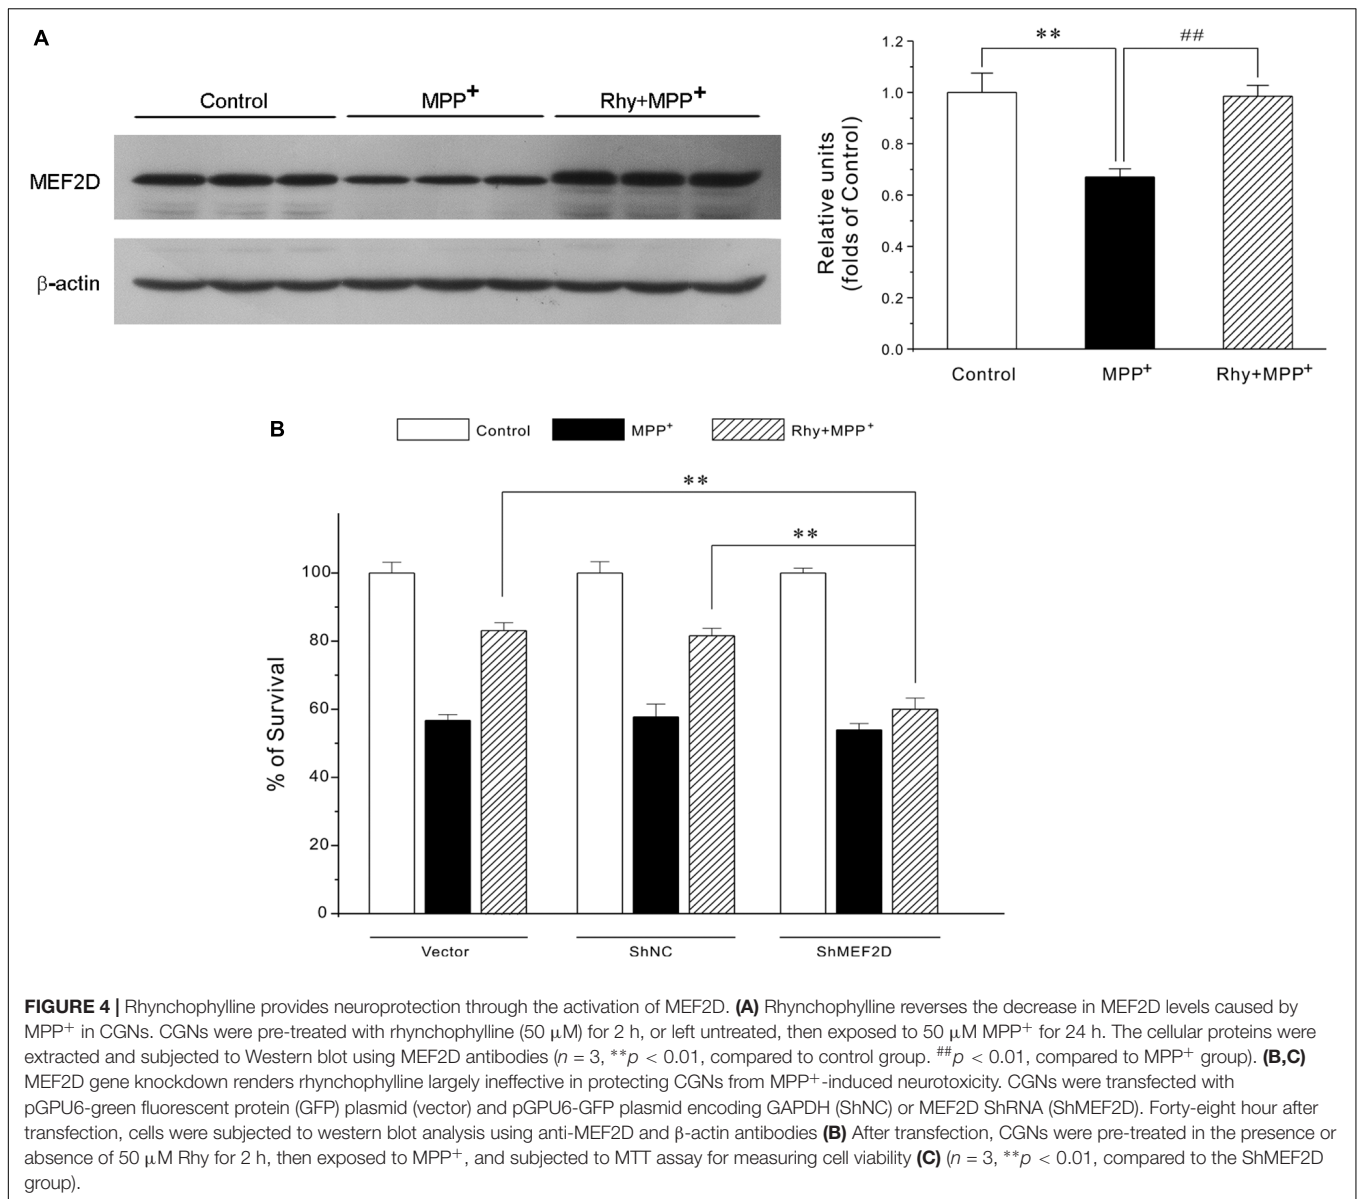 A
Control MPP+ Rhy+MPP+
MEF2D
β-actin
** ##
1.2
1.0
0.8
0.6
0.4
0.2
0.0
Relative units
(folds of Control)
Control MPP+ Rhy+MPP+
B
Control MPP+ Rhy+MPP+
**
**
100
80
60
40
20
0
% of Survival
Vector ShNC ShMEF2D
FIGURE 4 | Rhynchophylline provides neuroprotection through the activation of MEF2D. (A) Rhynchophylline reverses the decrease in MEF2D levels caused by
MPP+ in CGNs. CGNs were pre-treated with rhynchophylline (50 μM) for 2 h, or left untreated, then exposed to 50 μM MPP+ for 24 h. The cellular proteins were
extracted and subjected to Western blot using MEF2D antibodies (n = 3, **p < 0.01, compared to control group. ##p < 0.01, compared to MPP+ group). (B,C)
MEF2D gene knockdown renders rhynchophylline largely ineffective in protecting CGNs from MPP+-induced neurotoxicity. CGNs were transfected with
pGPU6-green fluorescent protein (GFP) plasmid (vector) and pGPU6-GFP plasmid encoding GAPDH (ShNC) or MEF2D ShRNA (ShMEF2D). Forty-eight hour after
transfection, cells were subjected to western blot analysis using anti-MEF2D and β-actin antibodies (B) After transfection, CGNs were pre-treated in the presence or
absence of 50 μM Rhy for 2 h, then exposed to MPP+, and subjected to MTT assay for measuring cell viability (C) (n = 3, **p < 0.01, compared to the ShMEF2D
group).